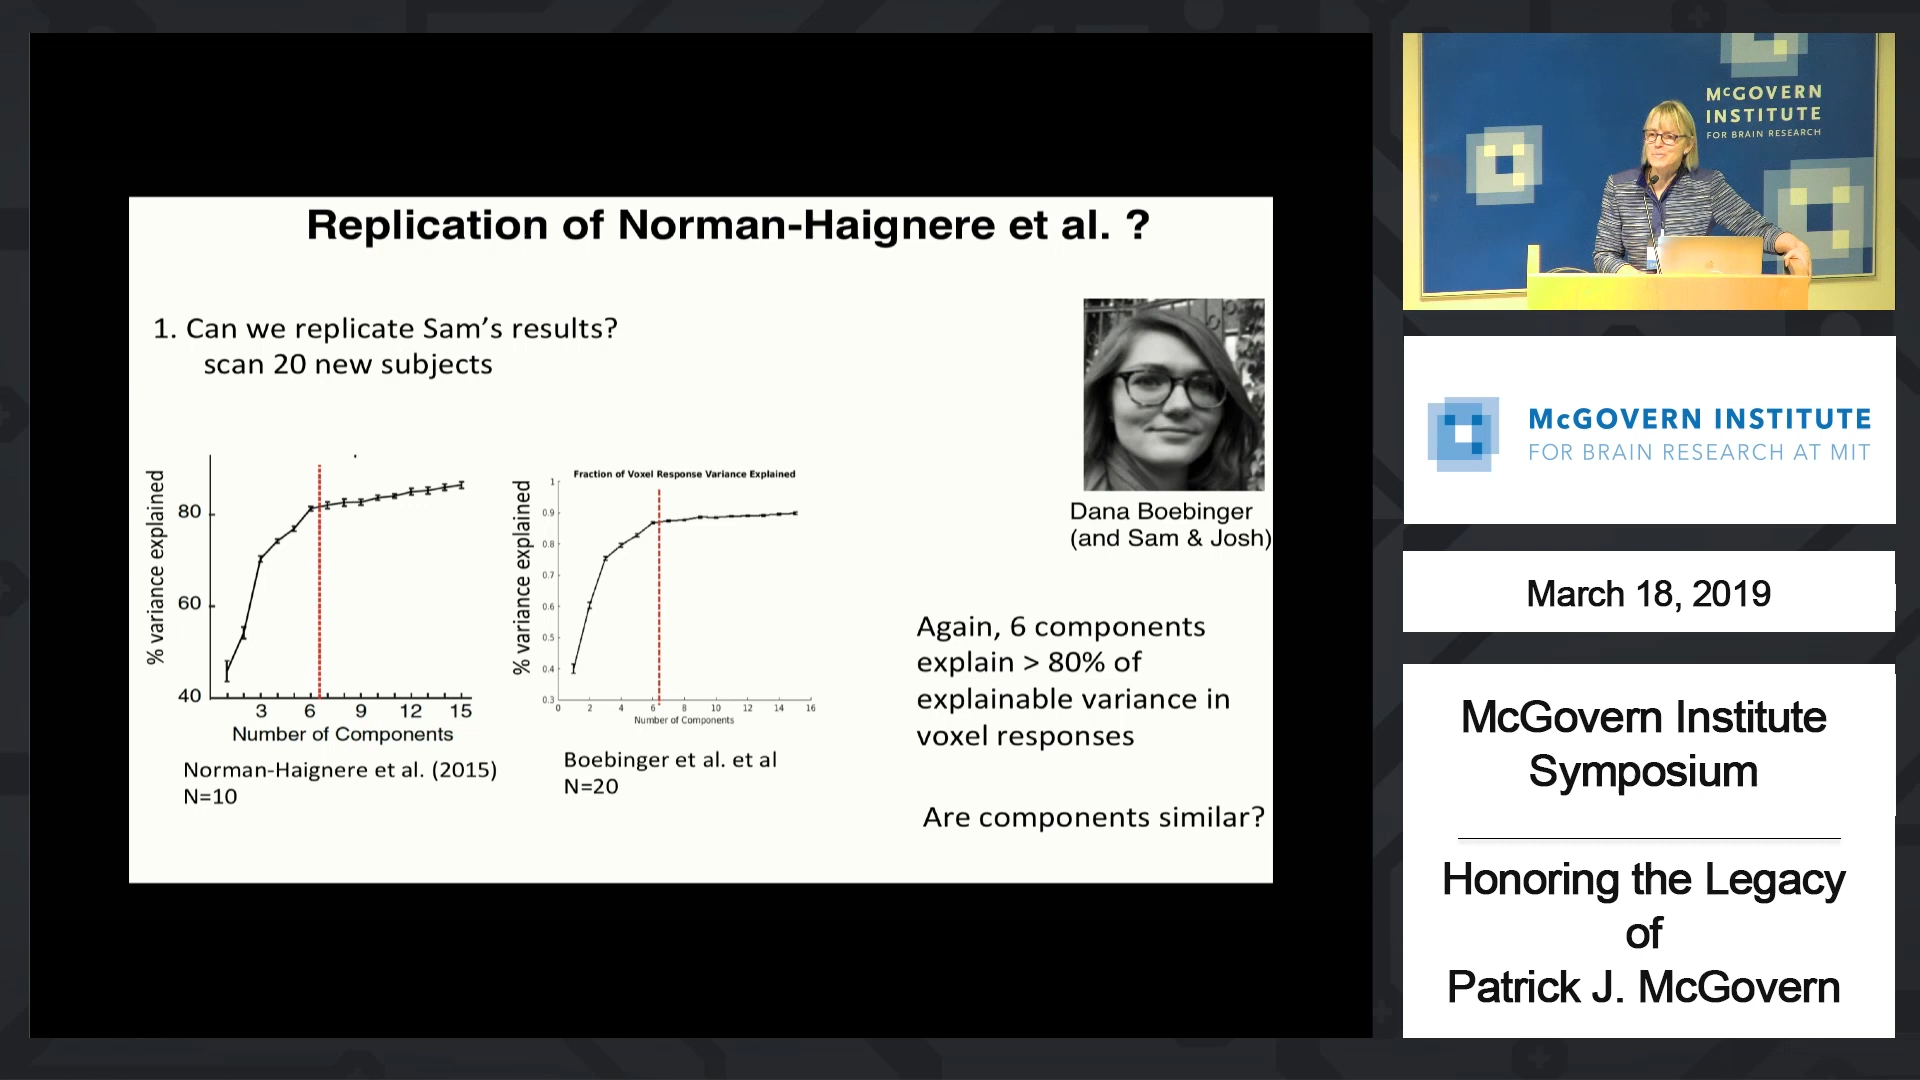 Replication of Norman-Haignere et al. ?
1. Can we replicate Sam's results?
scan 20 new subjects
% variance explained
80
60
40
3 6 9 12 15
Number of Components
Norman-Haignere et al. (2015)
N=10
Fraction of Voxel Response Variance Explained
% variance explained
1
0.9
0.8
0.7
0.6
0.5
0.4
0.3
0 2 4 6 8 10 12 14 16
Number of Components
Boebinger et al. et al
N=20
Dana Boebinger
(and Sam & Josh)
Again, 6 components
explain > 80% of
explainable variance in
voxel responses
Are components similar?
McGOVERN
INSTITUTE
FOR BRAIN RESEARCH
McGOVERN INSTITUTE
FOR BRAIN RESEARCH AT MIT
March 18, 2019
McGovern Institute
Symposium
Honoring the Legacy
of
Patrick J. McGovern